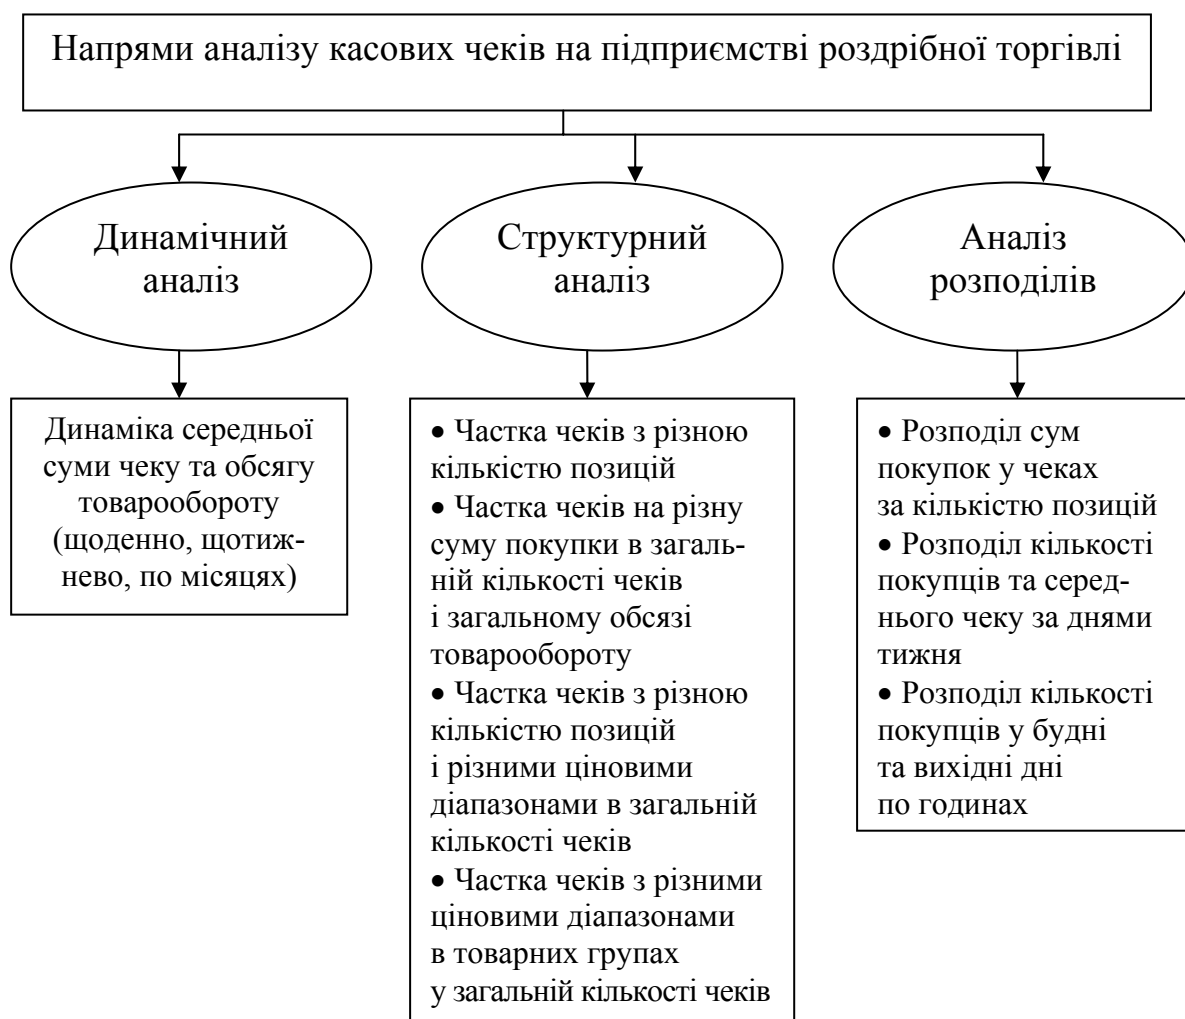 Напрями аналізу касових чеків на підприємстві роздрібної торгівлі
Динамічний
аналіз
Структурний
аналіз
Аналіз
розподілів
Динаміка середньої
суми чеку та обсягу
товарообороту
(щоденно, щотиж-
нево, по місяцях)
• Частка чеків з різною
кількістю позицій
• Частка чеків на різну
суму покупки в загаль-
ній кількості чеків
і загальному обсязі
товарообороту
• Частка чеків з різною
кількістю позицій
і різними ціновими
діапазонами в загальній
кількості чеків
• Частка чеків з різними
ціновими діапазонами
в товарних групах
у загальній кількості чеків
• Розподіл сум
покупок у чеках
за кількістю позицій
• Розподіл кількості
покупців та серед-
нього чеку за днями
тижня
• Розподіл кількості
покупців у будні
та вихідні дні
по годинах